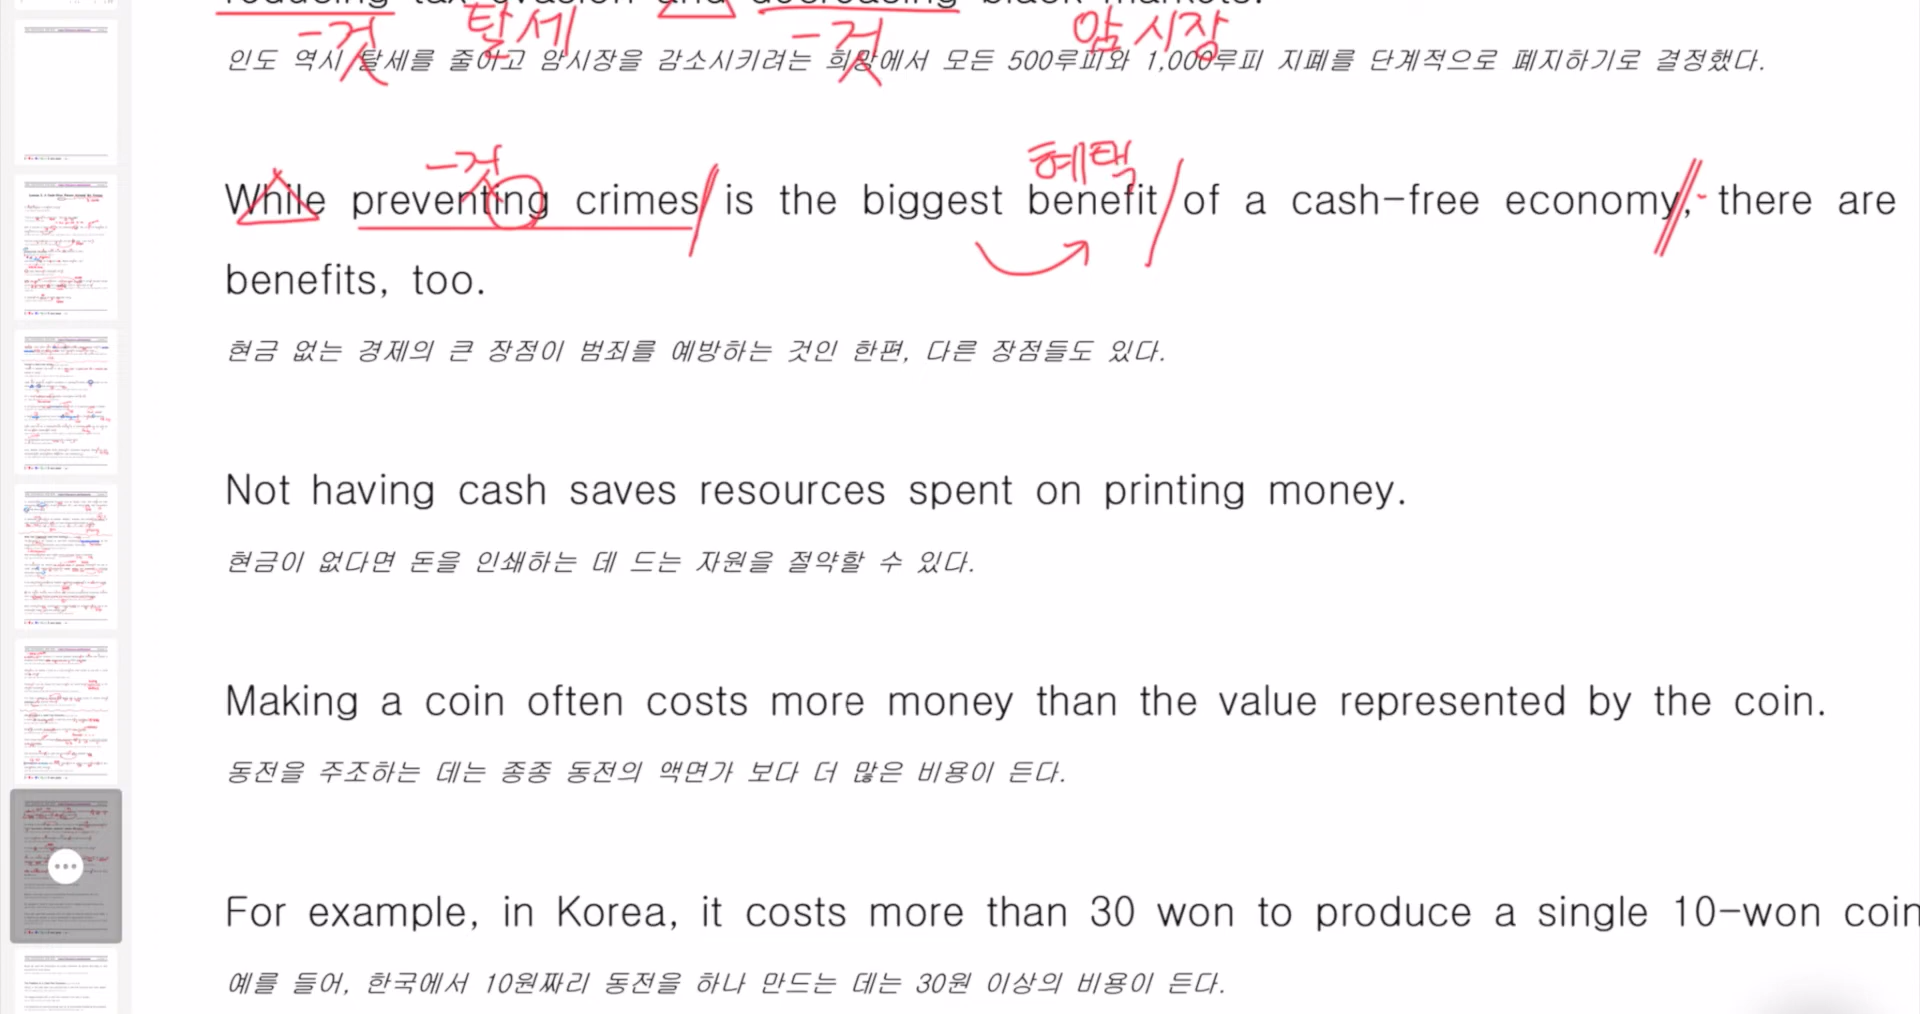 reducing tax evasion and decreasing black markets.
-것 탈세 -것 암시장
인도 역시 탈세를 줄이고 암시장을 감소시키려는 희망에서 모든 500루피와 1,000루피 지폐를 단계적으로 폐지하기로 결정했다.
-것 혜택
While preventing crimes is the biggest benefit of a cash-free economy, there are
benefits, too.
현금 없는 경제의 큰 장점이 범죄를 예방하는 것인 한편, 다른 장점들도 있다.
Not having cash saves resources spent on printing money.
현금이 없다면 돈을 인쇄하는 데 드는 자원을 절약할 수 있다.
Making a coin often costs more money than the value represented by the coin.
동전을 주조하는 데는 종종 동전의 액면가 보다 더 많은 비용이 든다.
For example, in Korea, it costs more than 30 won to produce a single 10-won coin
예를 들어, 한국에서 10원짜리 동전을 하나 만드는 데는 30원 이상의 비용이 든다.